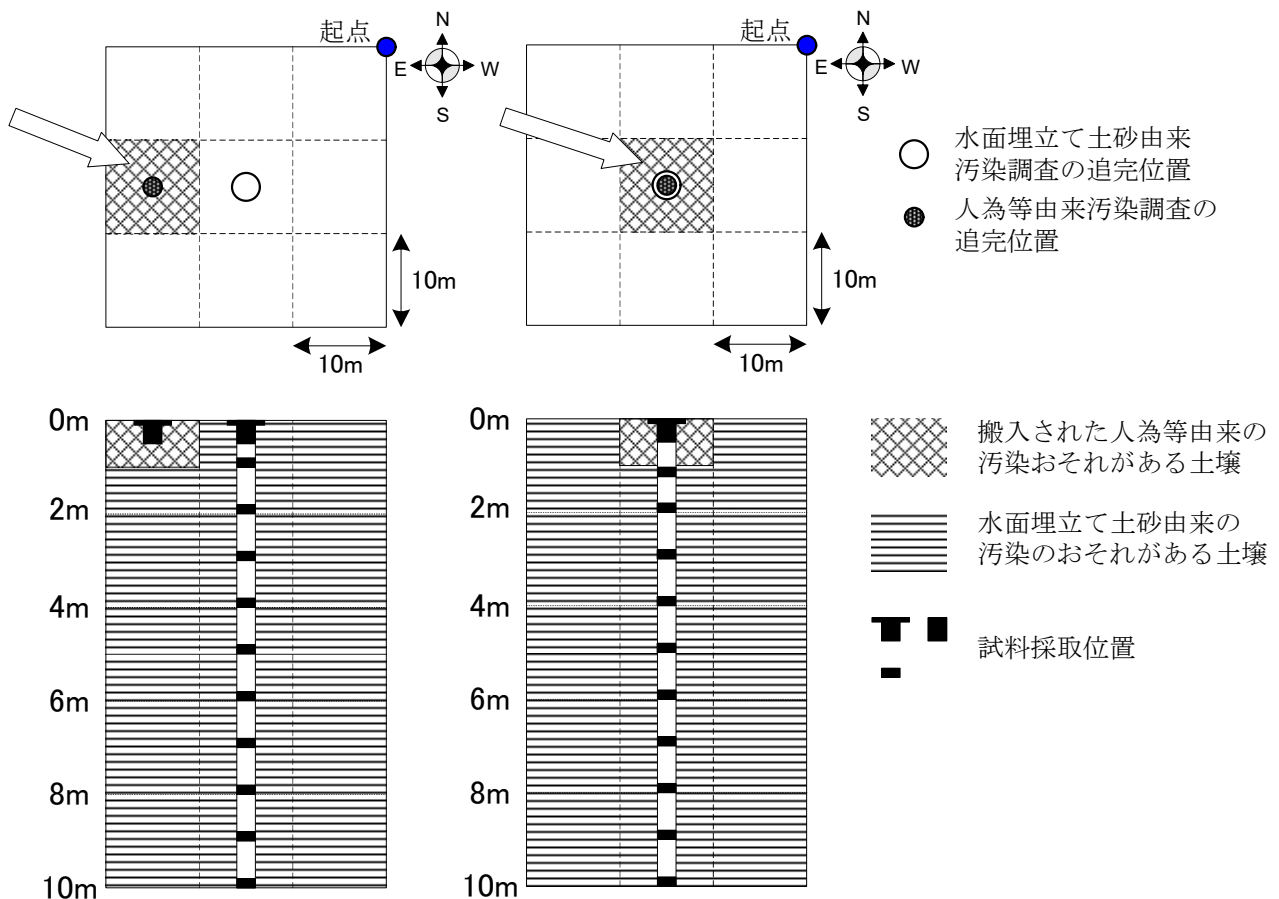 起点
N
E
W
S
10m
10m
起点
N
E
W
S
10m
10m
水面埋立て土砂由来
汚染調査の追完位置
人為等由来汚染調査の
追完位置
0m
2m
4m
6m
8m
10m
0m
2m
4m
6m
8m
10m
搬入された人為等由来の
汚染おそれがある土壌
水面埋立て土砂由来の
汚染のおそれがある土壌
試料採取位置